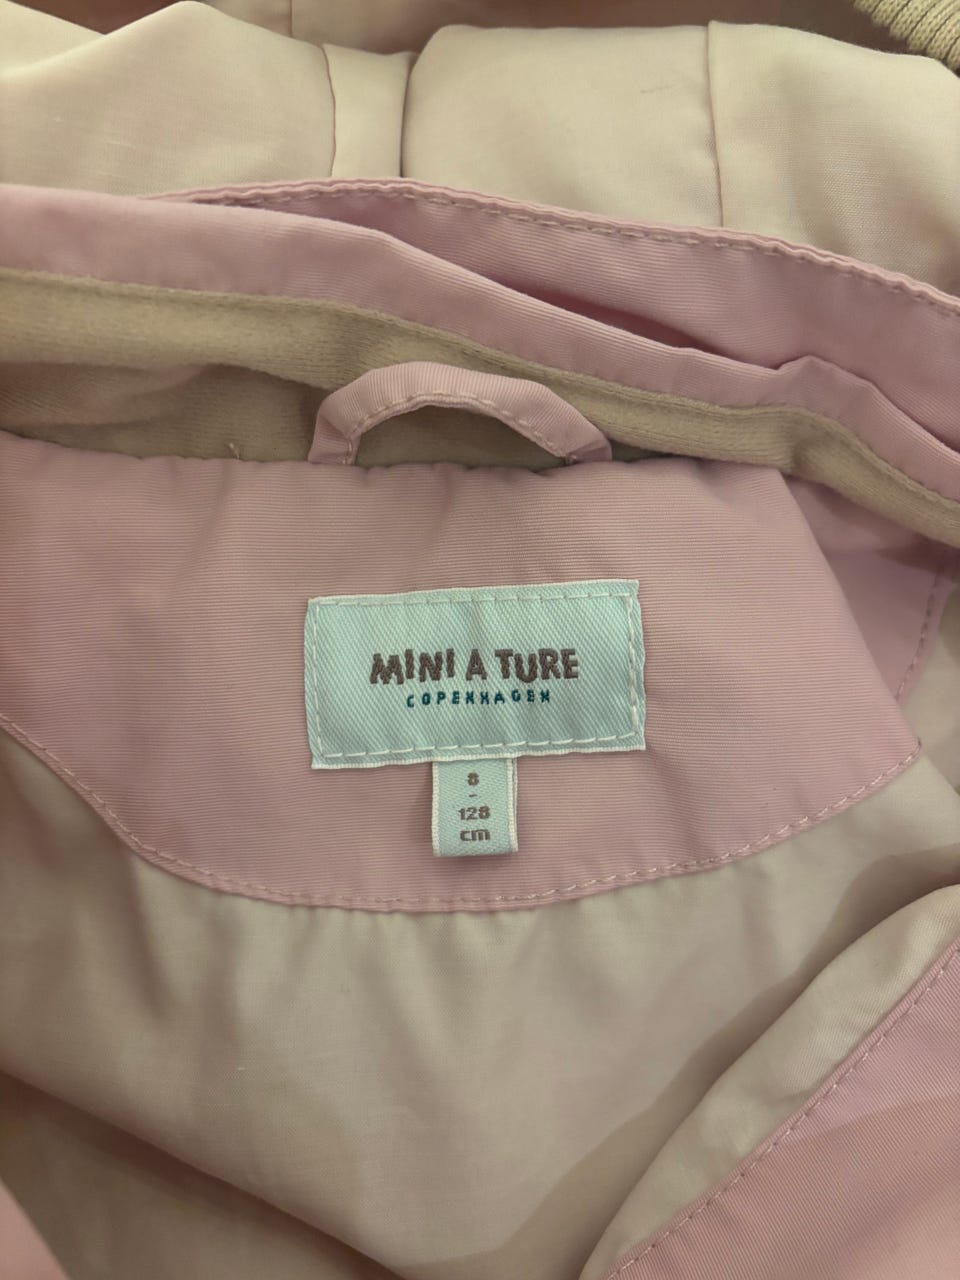 MINI A TURE
COPENHAGEN
8
-
128
cm